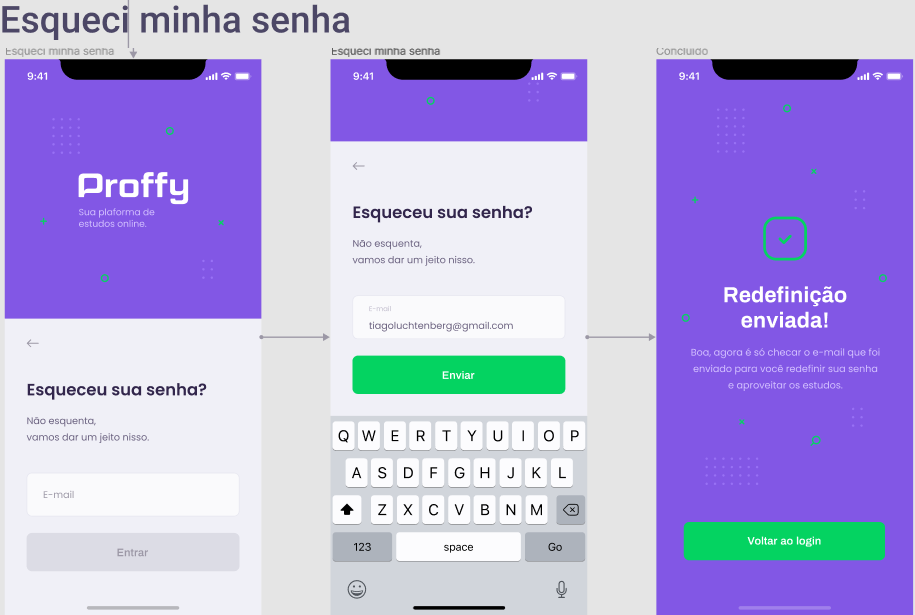 Esqueci minha senha
Esqueci minha senha
9:41
Proffy
Sua plaforma de
estudos online.
Esqueceu sua senha?
Não esquenta,
vamos dar um jeito nisso.
E-mail
Entrar
Esqueci minha senha
9:41
Esqueceu sua senha?
Não esquenta,
vamos dar um jeito nisso.
E-mail
tiagoluchtenberg@gmail.com
Enviar
Q W E R T Y U I O P
A S D F G H J K L
Z X C V B N M
123 space Go
Concluído
9:41
Redefinição
enviada!
Boa, agora é só checar o e-mail que foi
enviado para você redefinir sua senha
e aproveitar os estudos.
Voltar ao login